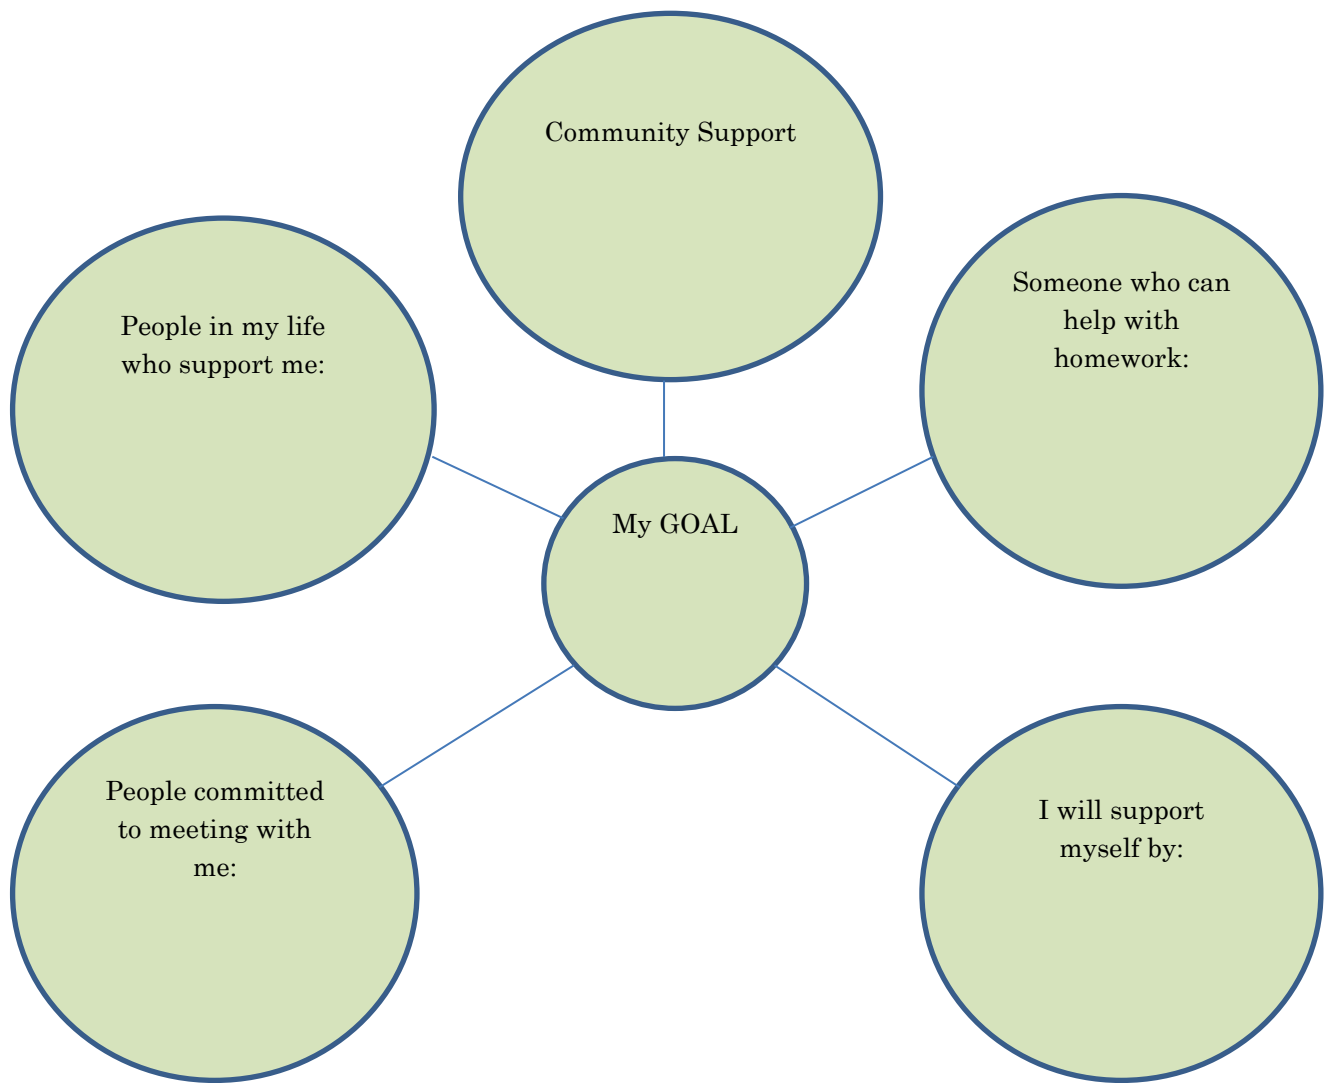 Community Support
People in my life
who support me:
Someone who can
help with
homework:
My GOAL
People committed
to meeting with
me:
I will support
myself by: